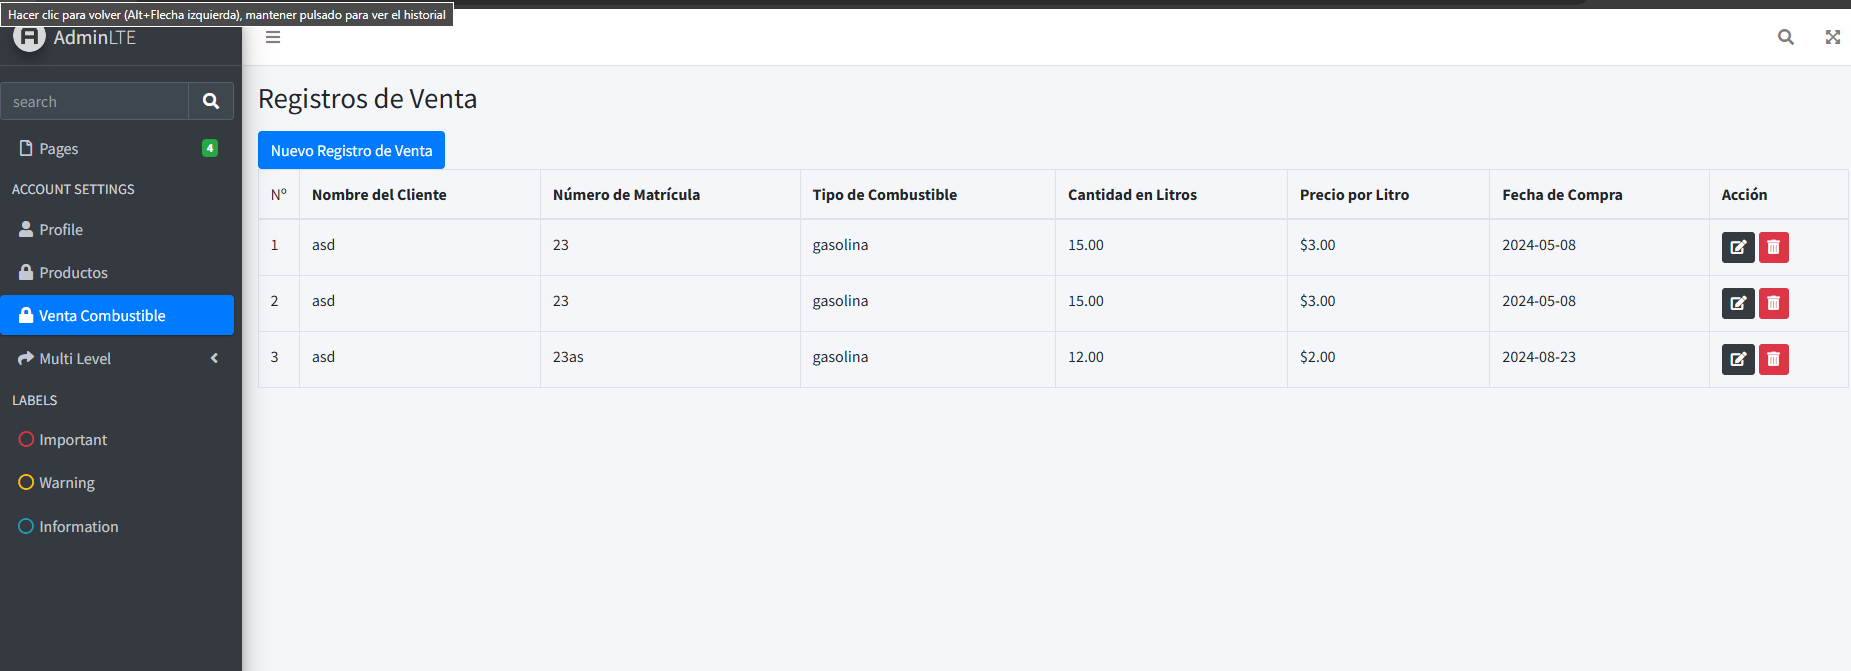 Hacer clic para volver (Alt+Flecha izquierda), mantener pulsado para ver el historial
AdminLTE
search
Pages 4
ACCOUNT SETTINGS
Profile
Productos
Venta Combustible
Multi Level
LABELS
Important
Warning
Information
Registros de Venta
Nuevo Registro de Venta
Nº Nombre del Cliente Número de Matrícula Tipo de Combustible Cantidad en Litros Precio por Litro Fecha de Compra Acción
1 asd 23 gasolina 15.00 $3.00 2024-05-08
2 asd 23 gasolina 15.00 $3.00 2024-05-08
3 asd 23as gasolina 12.00 $2.00 2024-08-23